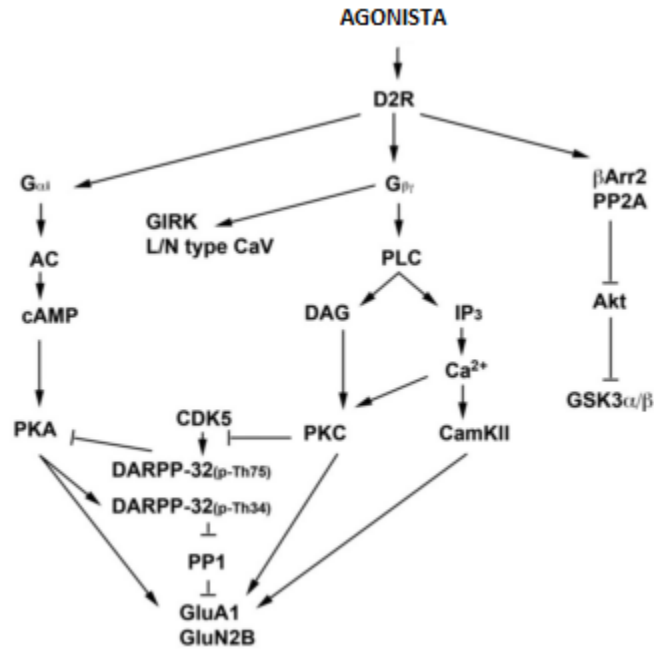 AGONISTA
D2R
Gαi
Gβγ
βArr2
PP2A
GIRK
L/N type CaV
AC
PLC
cAMP
DAG
IP3
Akt
Ca²⁺
GSK3α/β
CDK5
PKA
PKC
CamKII
DARPP-32(p-Th75)
DARPP-32(p-Th34)
PP1
GluA1
GluN2B